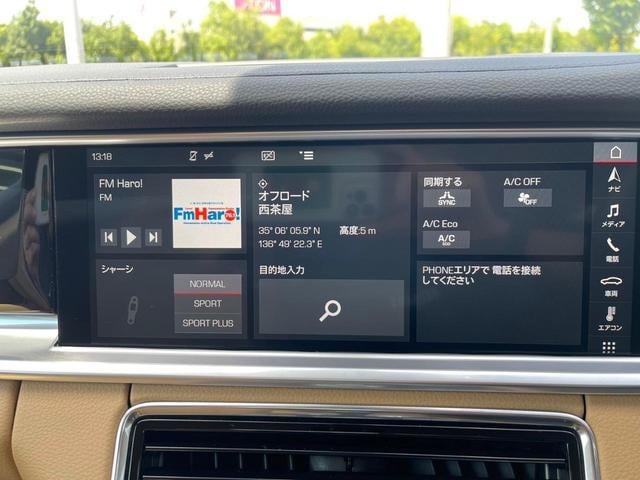 13:18
FM Haro!
FM
FmHaro!
76.1
オフロード
西茶屋
35° 06' 05.9" N
高度:5 m
136° 49' 22.3" E
同期する
A/C OFF
SYNC
OFF
A/C Eco
A/C
ECO
シャーシ
NORMAL
SPORT
SPORT PLUS
目的地入力
PHONEエリアで 電話を接続
してください
ナビ
メディア
電話
車両
エアコン